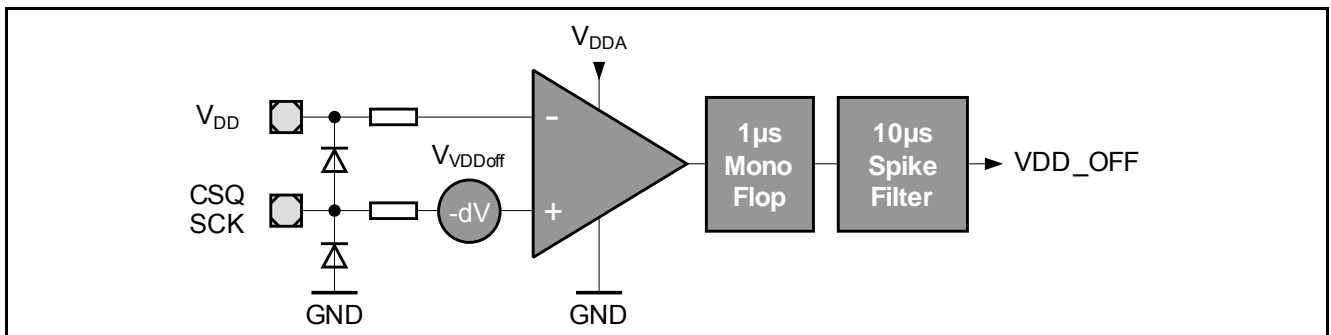 VDDA
VDD
-
1µs
Mono
Flop
10µs
Spike
Filter
VDD_OFF
VVDDoff
CSQ
SCK
-dV
+
GND
GND